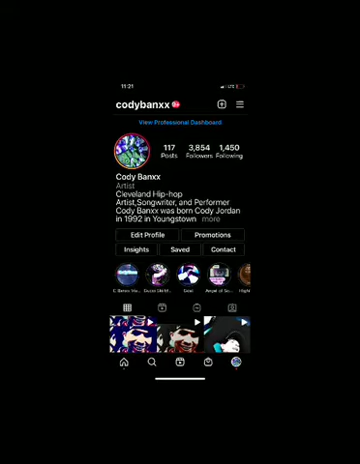 11:21
LTE
codybanxx 9+
View Professional Dashboard
117 3,854 1,450
Posts Followers Following
Cody Banxx
Artist
Cleveland Hip-hop
Artist,Songwriter, and Performer
Cody Banxx was born Cody Jordan
in 1992 in Youngstown more
Edit Profile Promotions
Insights Saved Contact